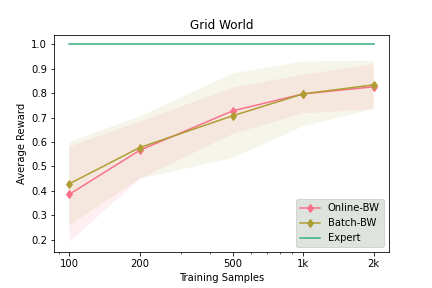 Grid World
Average Reward
1.0
0.9
0.8
0.7
0.6
0.5
0.4
0.3
0.2
Online-BW
Batch-BW
Expert
100 200 500 1k 2k
Training Samples